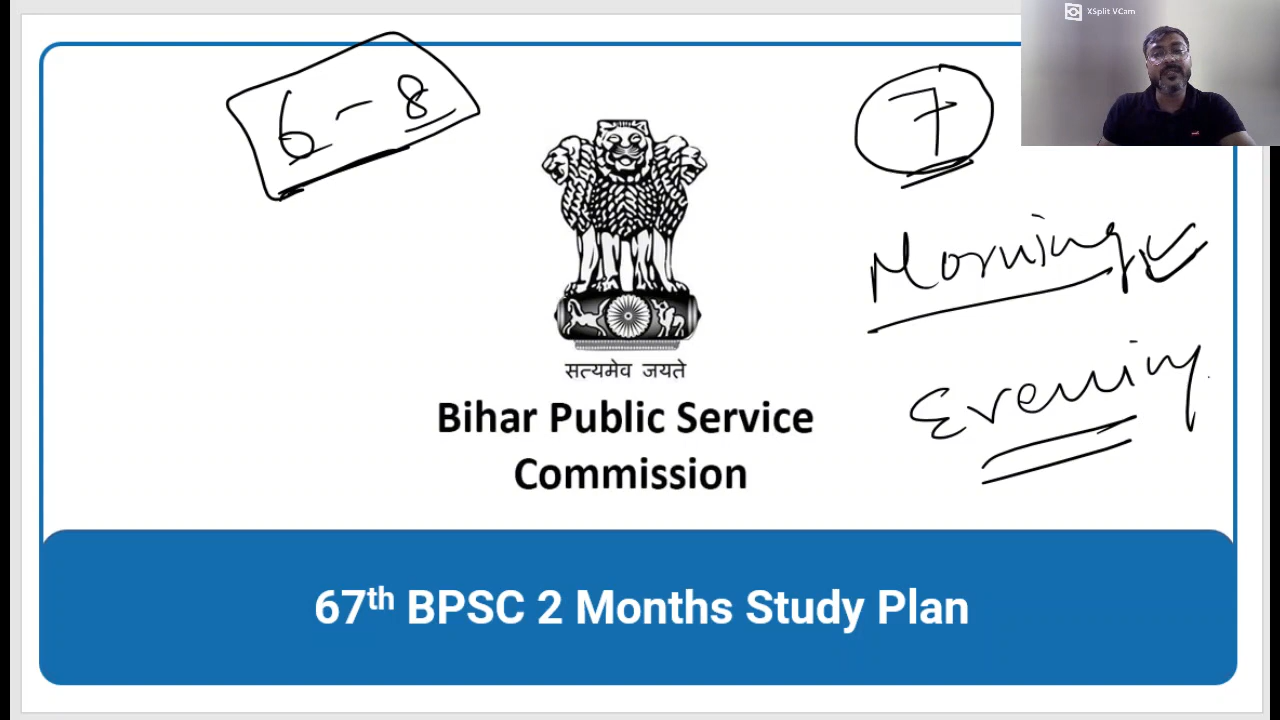 XSplit VCam
6 - 8
7
Morning
Evening
सत्यमेव जयते
Bihar Public Service
Commission
67th BPSC 2 Months Study Plan